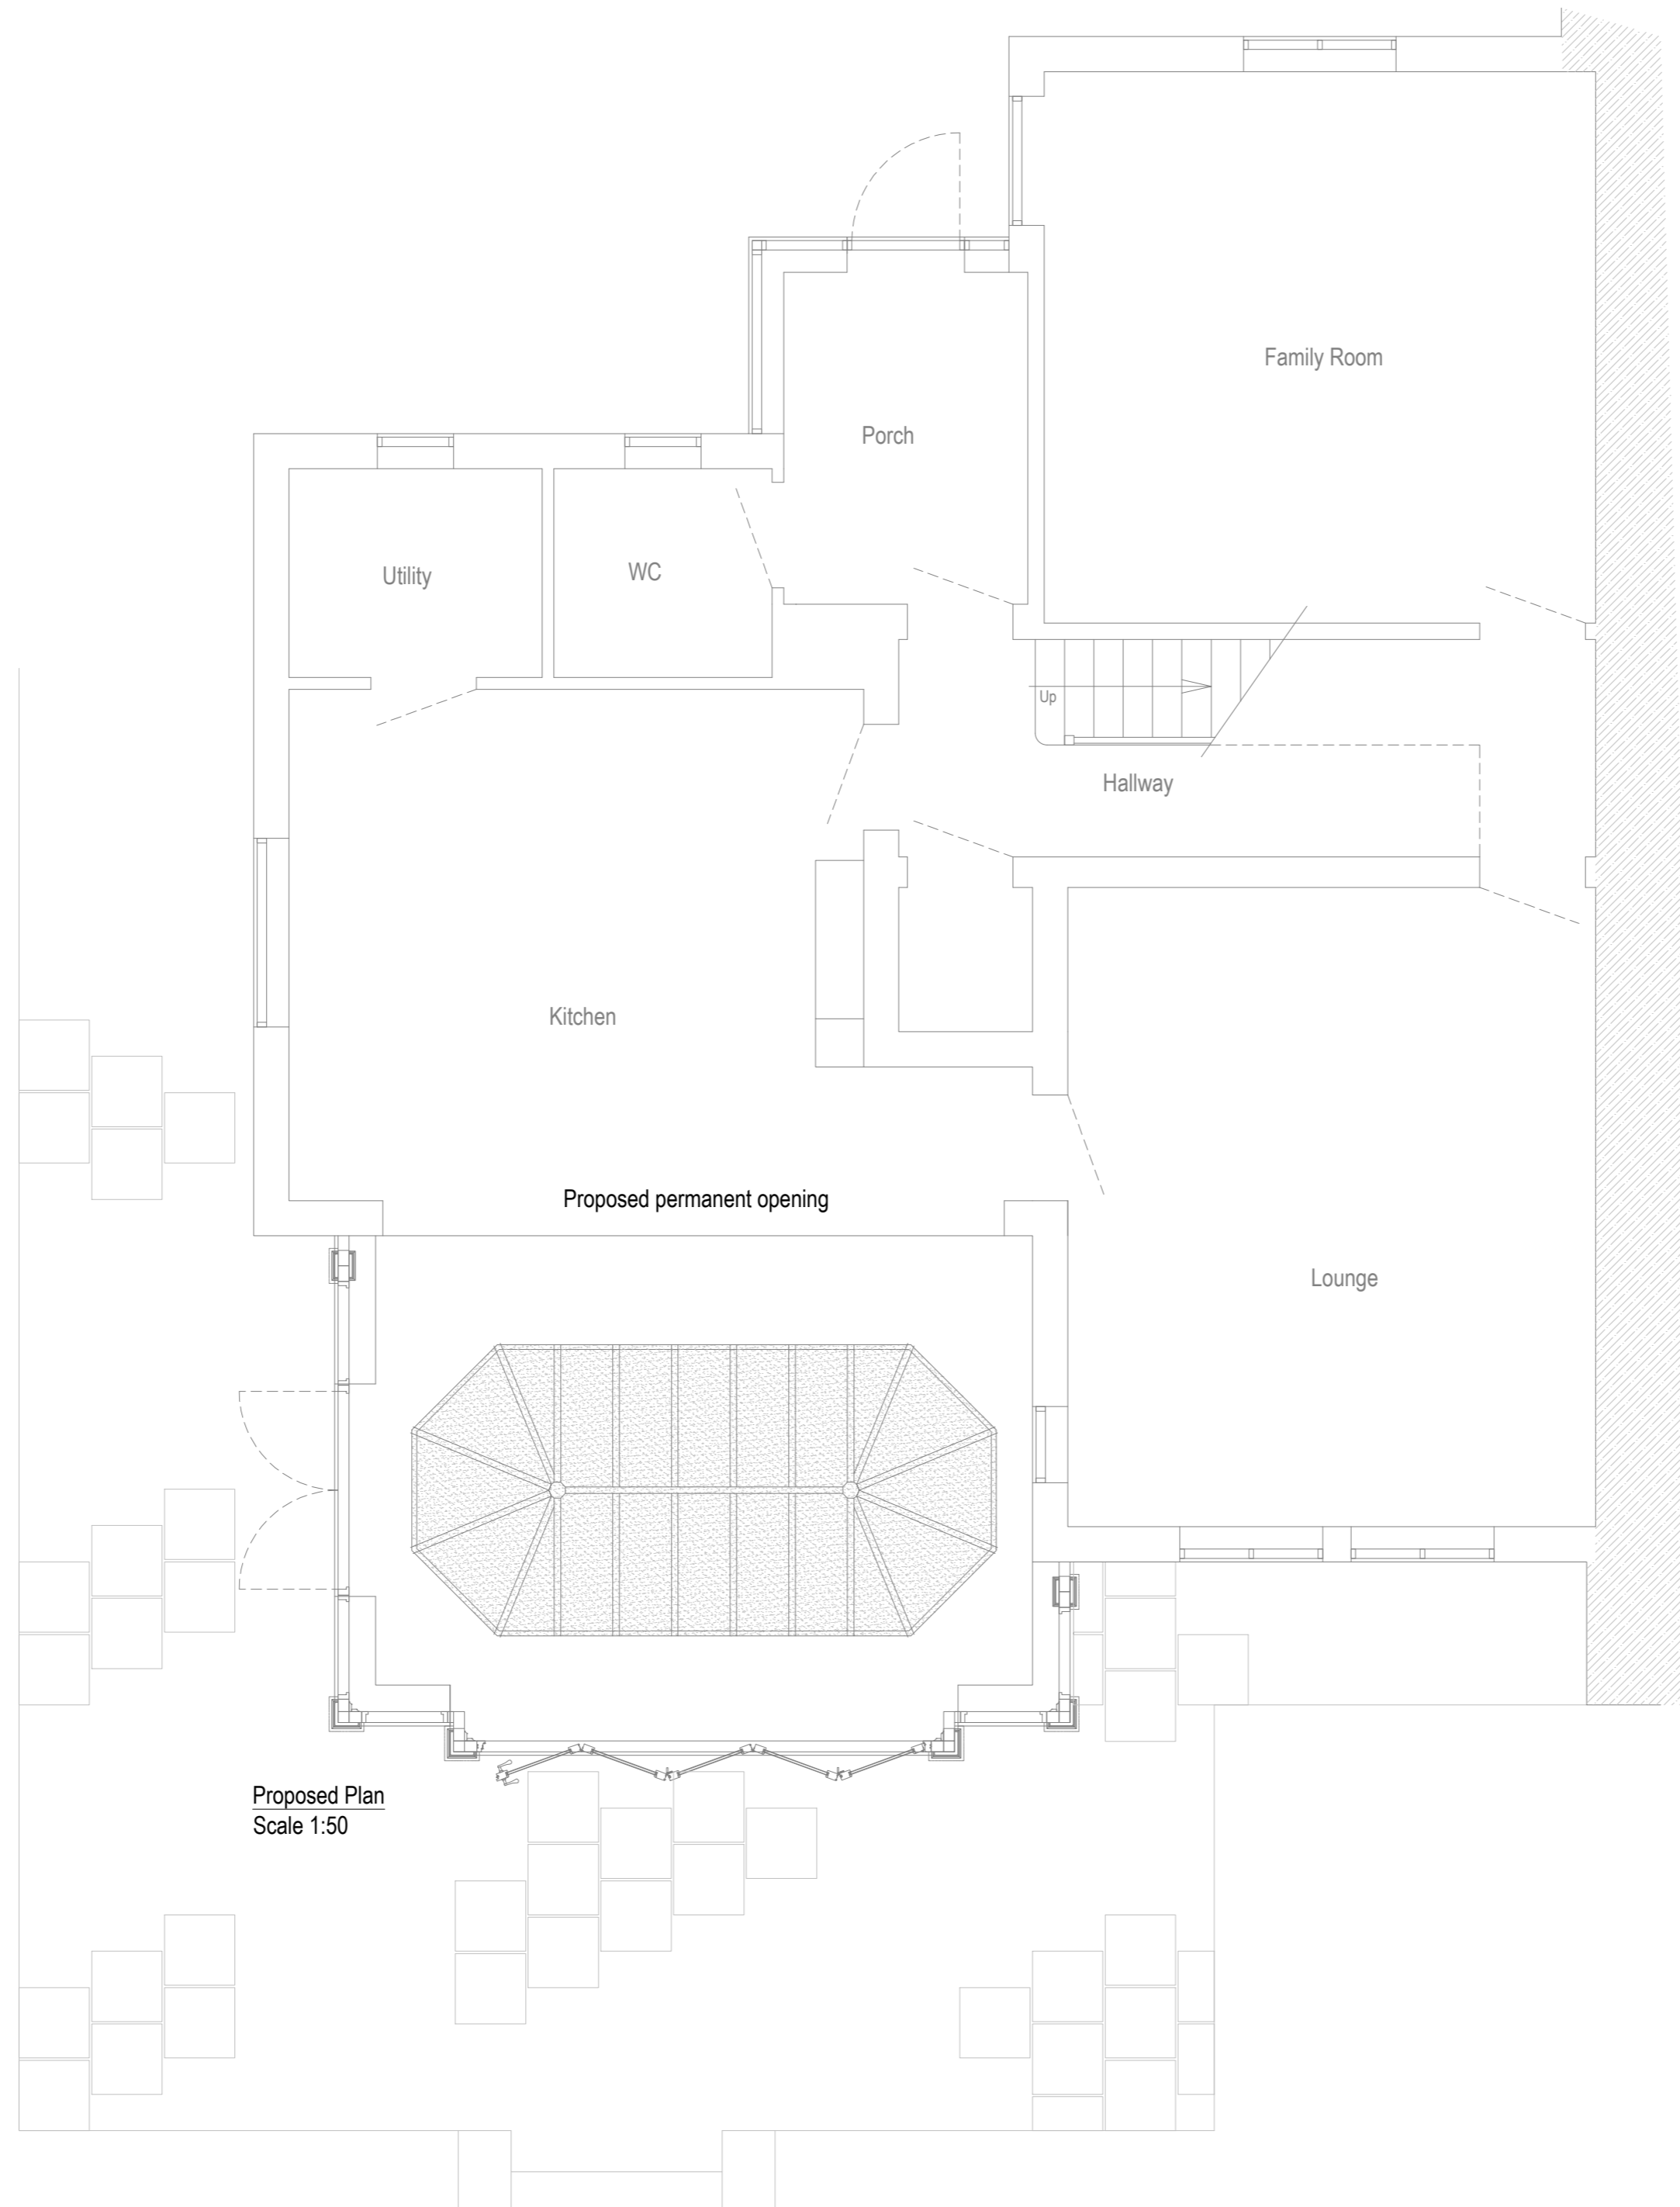 Family Room
Porch
Utility
WC
Up
Hallway
Kitchen
Proposed permanent opening
Lounge
Proposed Plan
Scale 1:50